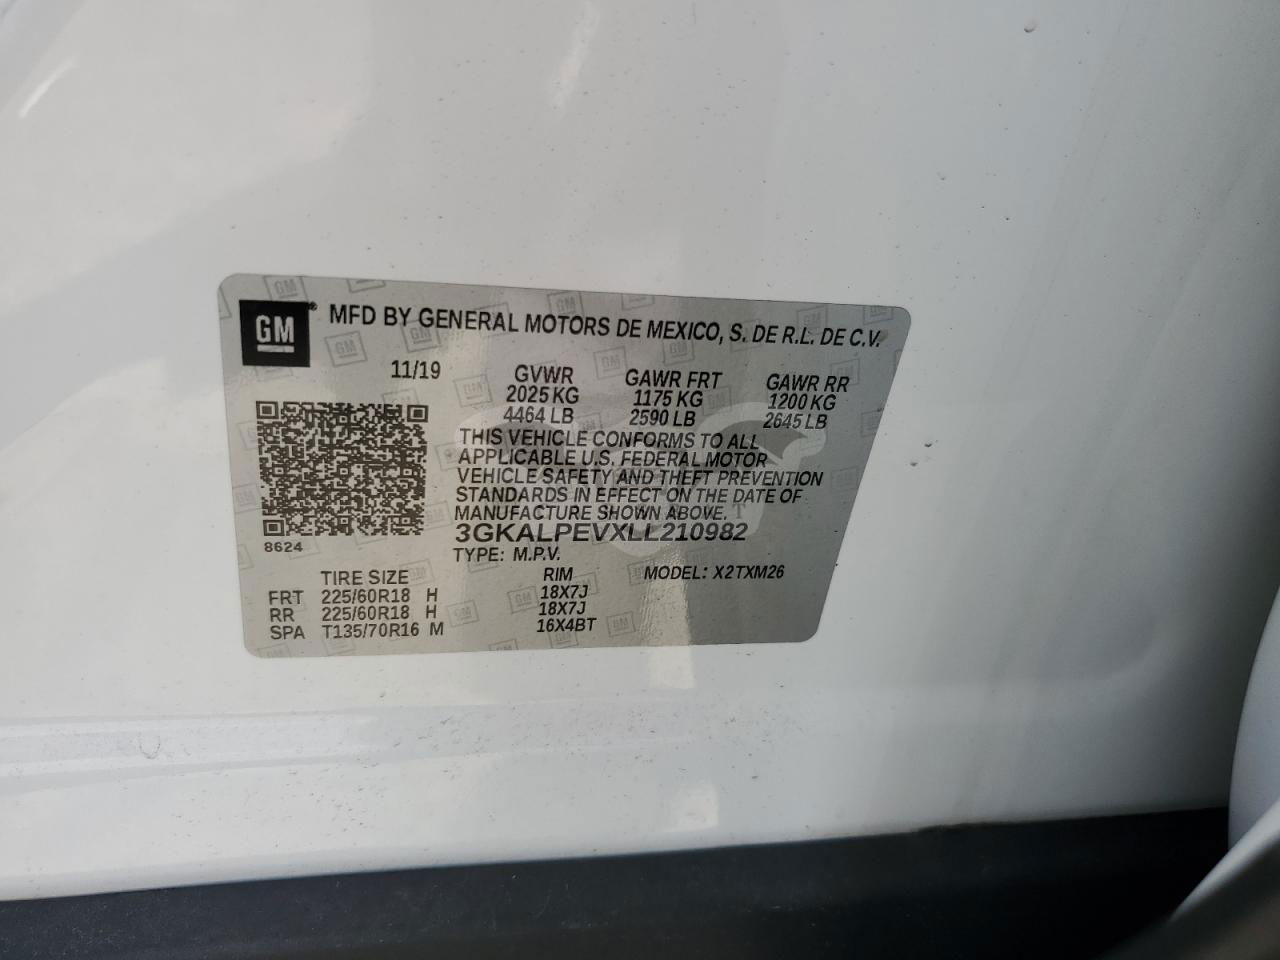 GM ® MFD BY GENERAL MOTORS DE MEXICO, S. DE R.L. DE C.V.
11/19 GVWR GAWR FRT GAWR RR
2025 KG 1175 KG 1200 KG
4464 LB 2590 LB 2645 LB
THIS VEHICLE CONFORMS TO ALL
APPLICABLE U.S. FEDERAL MOTOR
VEHICLE SAFETY AND THEFT PREVENTION
STANDARDS IN EFFECT ON THE DATE OF
MANUFACTURE SHOWN ABOVE.
3GKALPEVXLL210982
8624
TYPE: M.P.V.
TIRE SIZE RIM MODEL: X2TXM26
FRT 225/60R18 H 18X7J
RR 225/60R18 H 18X7J
SPA T135/70R16 M 16X4BT